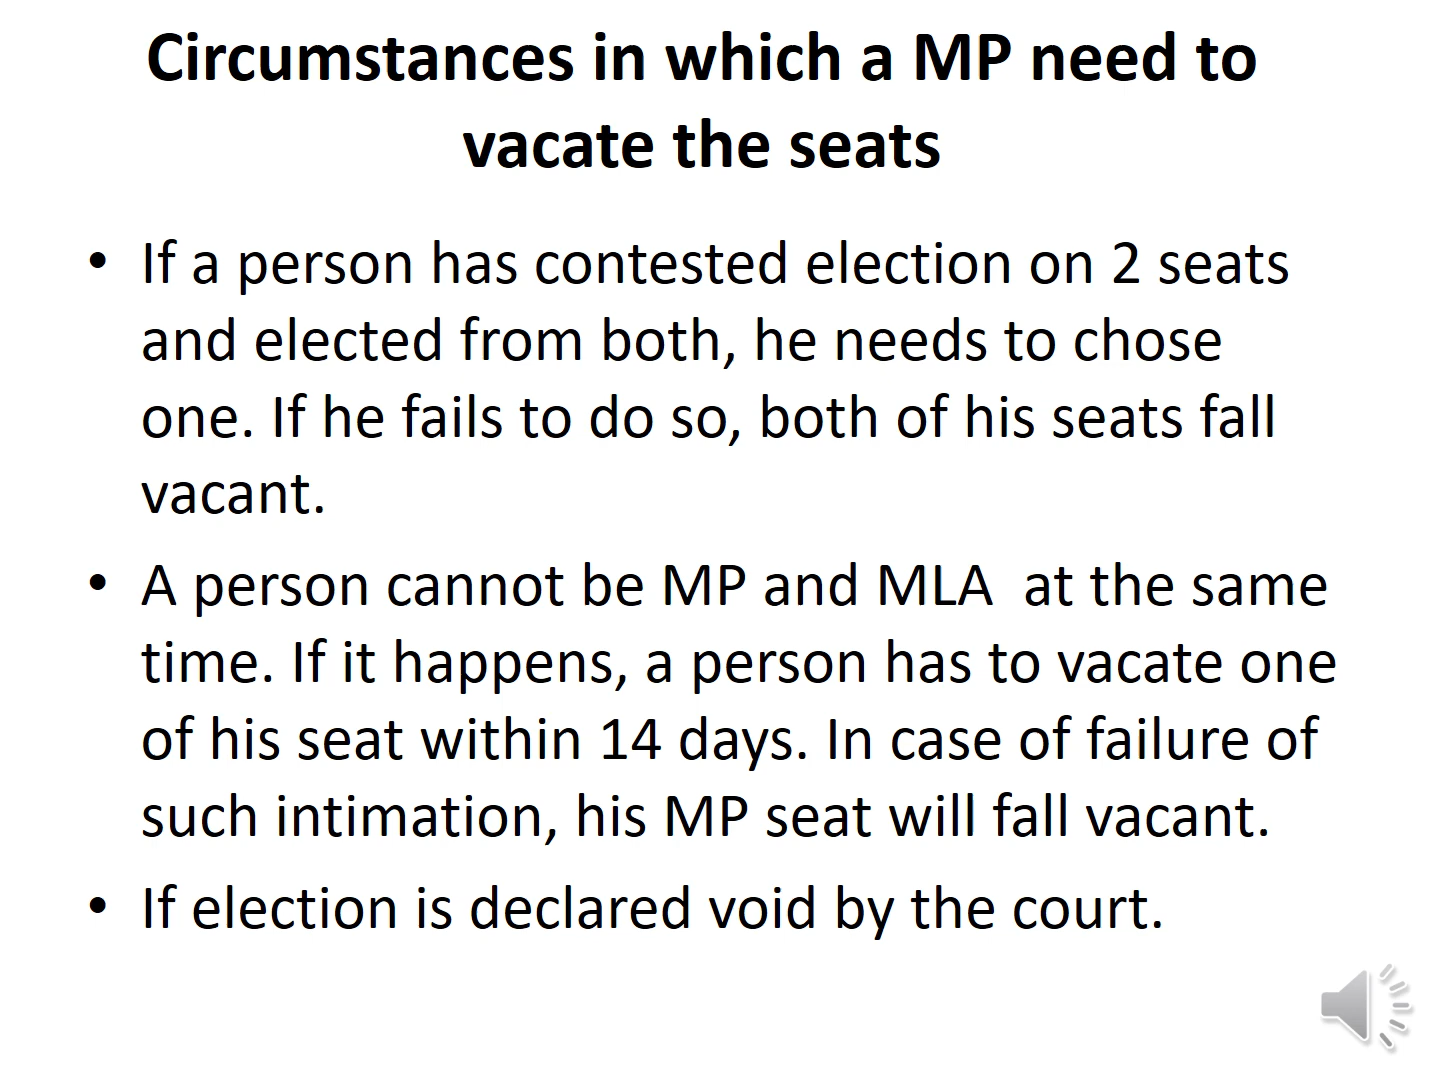 Circumstances in which a MP need to
vacate the seats
• If a person has contested election on 2 seats
and elected from both, he needs to chose
one. If he fails to do so, both of his seats fall
vacant.
• A person cannot be MP and MLA  at the same
time. If it happens, a person has to vacate one
of his seat within 14 days. In case of failure of
such intimation, his MP seat will fall vacant.
• If election is declared void by the court.